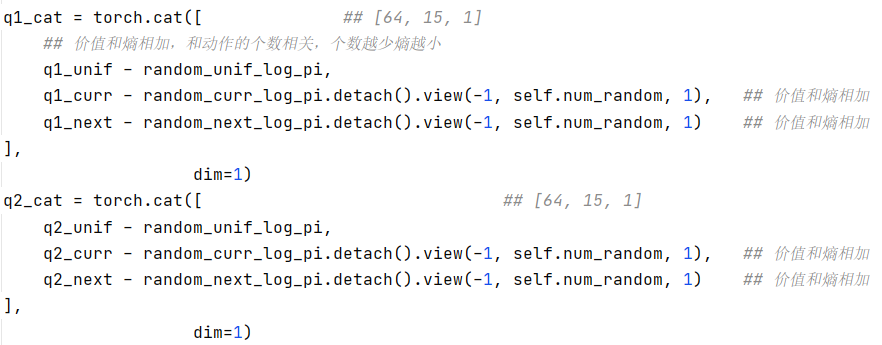 q1_cat = torch.cat([              ## [64, 15, 1]
    ## 价值和熵相加，和动作的个数相关，个数越少熵越小
    q1_unif - random_unif_log_pi,
    q1_curr - random_curr_log_pi.detach().view(-1, self.num_random, 1),   ## 价值和熵相加
    q1_next - random_next_log_pi.detach().view(-1, self.num_random, 1)    ## 价值和熵相加
],
                   dim=1)
q2_cat = torch.cat([                              ## [64, 15, 1]
    q2_unif - random_unif_log_pi,
    q2_curr - random_curr_log_pi.detach().view(-1, self.num_random, 1),   ## 价值和熵相加
    q2_next - random_next_log_pi.detach().view(-1, self.num_random, 1)    ## 价值和熵相加
],
                   dim=1)